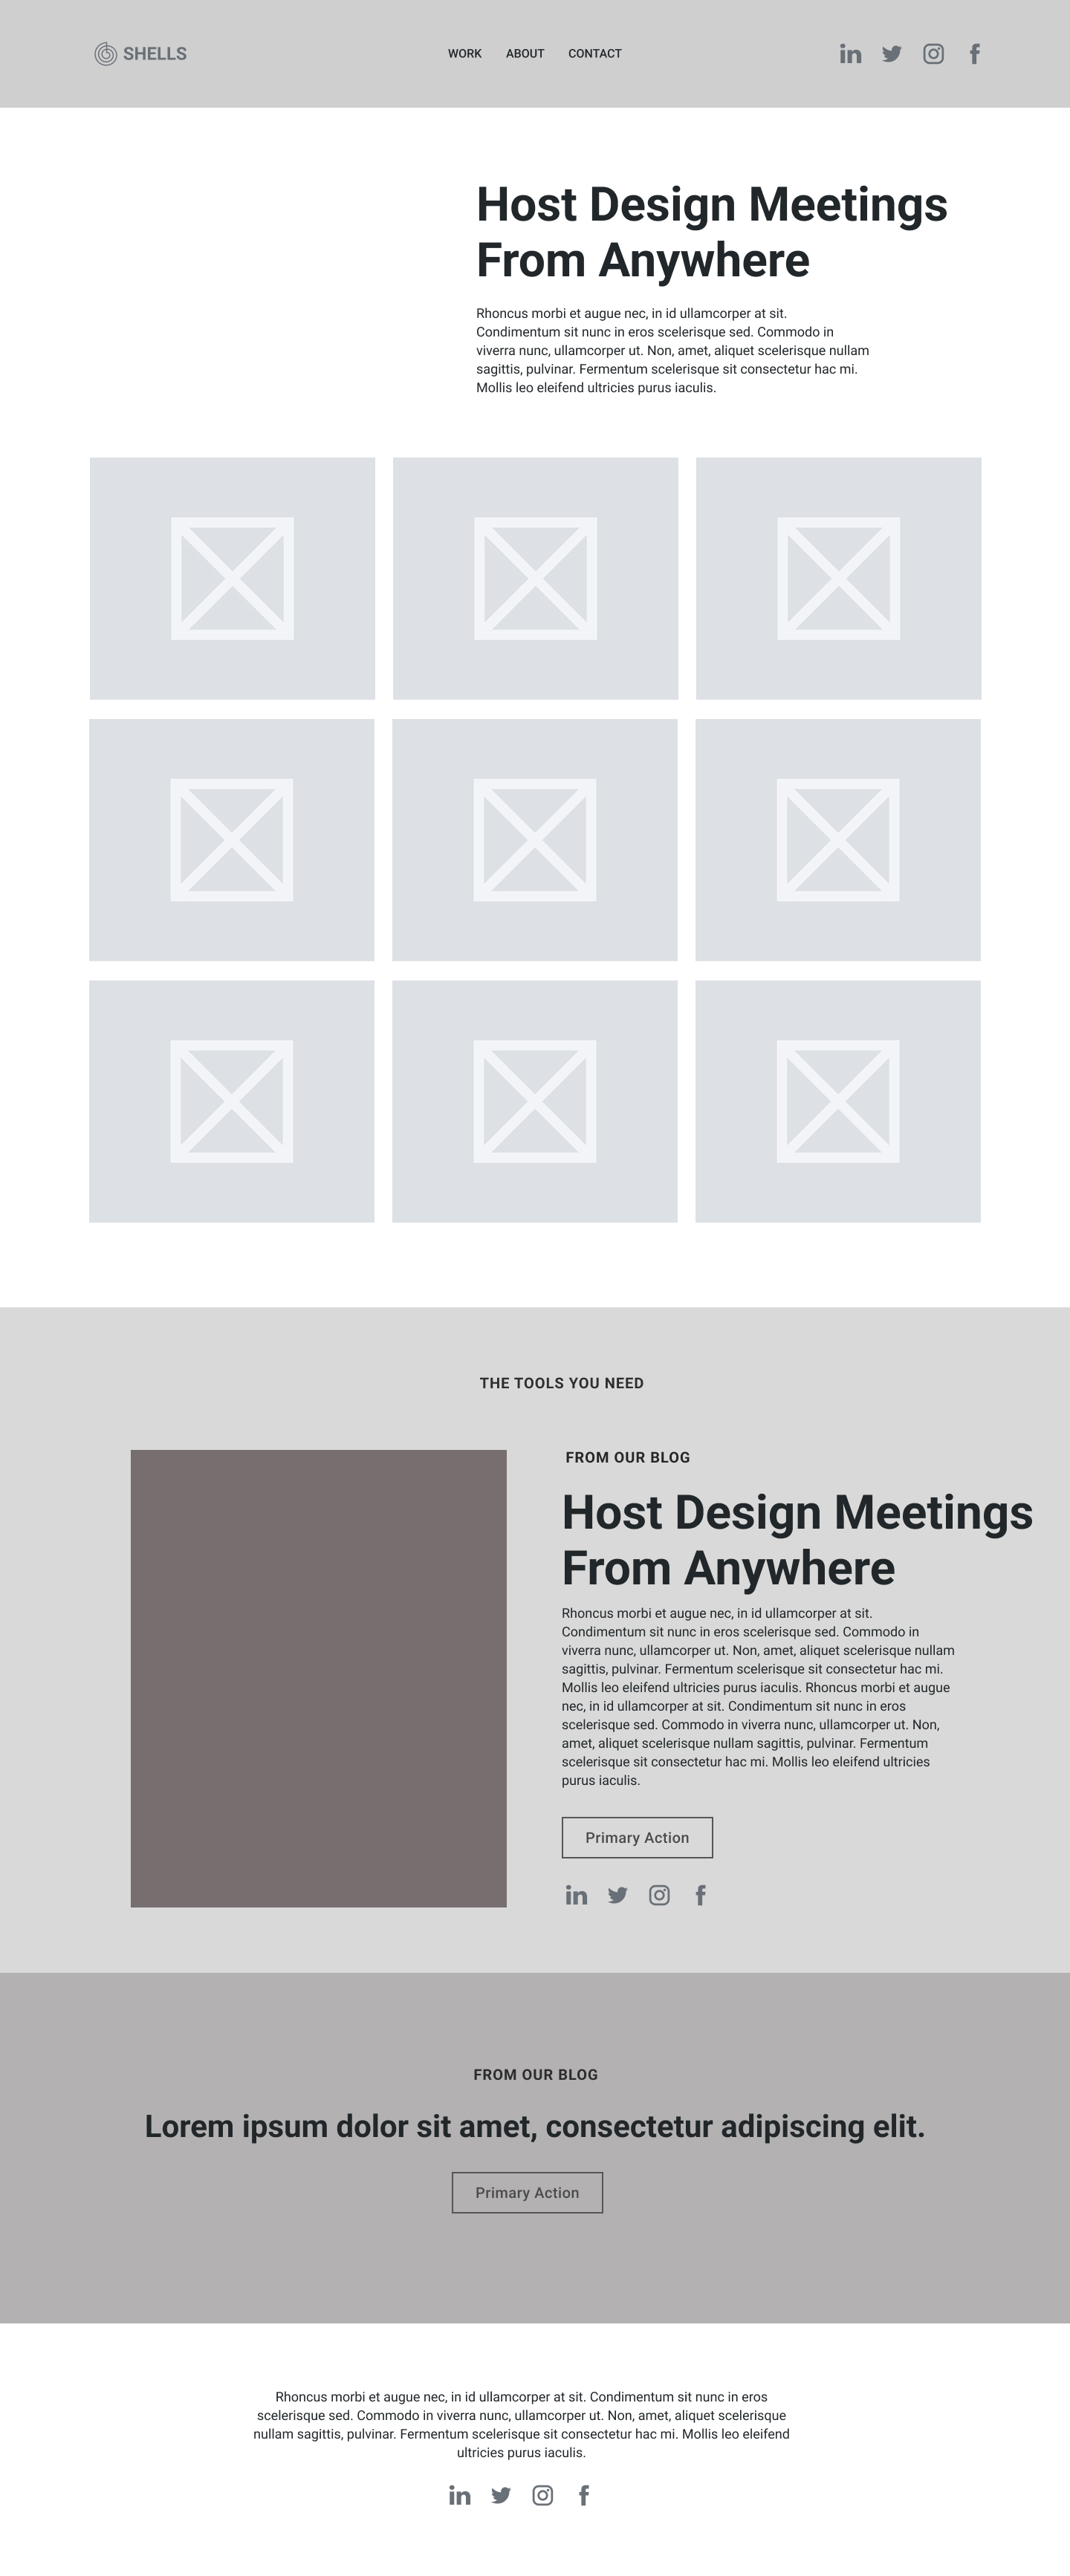 SHELLS
WORK ABOUT CONTACT
Host Design Meetings
From Anywhere
Rhoncus morbi et augue nec, in id ullamcorper at sit.
Condimentum sit nunc in eros scelerisque sed. Commodo in
viverra nunc, ullamcorper ut. Non, amet, aliquet scelerisque nullam
sagittis, pulvinar. Fermentum scelerisque sit consectetur hac mi.
Mollis leo eleifend ultricies purus iaculis.
THE TOOLS YOU NEED
FROM OUR BLOG
Host Design Meetings
From Anywhere
Rhoncus morbi et augue nec, in id ullamcorper at sit.
Condimentum sit nunc in eros scelerisque sed. Commodo in
viverra nunc, ullamcorper ut. Non, amet, aliquet scelerisque nullam
sagittis, pulvinar. Fermentum scelerisque sit consectetur hac mi.
Mollis leo eleifend ultricies purus iaculis. Rhoncus morbi et augue
nec, in id ullamcorper at sit. Condimentum sit nunc in eros
scelerisque sed. Commodo in viverra nunc, ullamcorper ut. Non,
amet, aliquet scelerisque nullam sagittis, pulvinar. Fermentum
scelerisque sit consectetur hac mi. Mollis leo eleifend ultricies
purus iaculis.
Primary Action
FROM OUR BLOG
Lorem ipsum dolor sit amet, consectetur adipiscing elit.
Primary Action
Rhoncus morbi et augue nec, in id ullamcorper at sit. Condimentum sit nunc in eros
scelerisque sed. Commodo in viverra nunc, ullamcorper ut. Non, amet, aliquet scelerisque
nullam sagittis, pulvinar. Fermentum scelerisque sit consectetur hac mi. Mollis leo eleifend
ultricies purus iaculis.